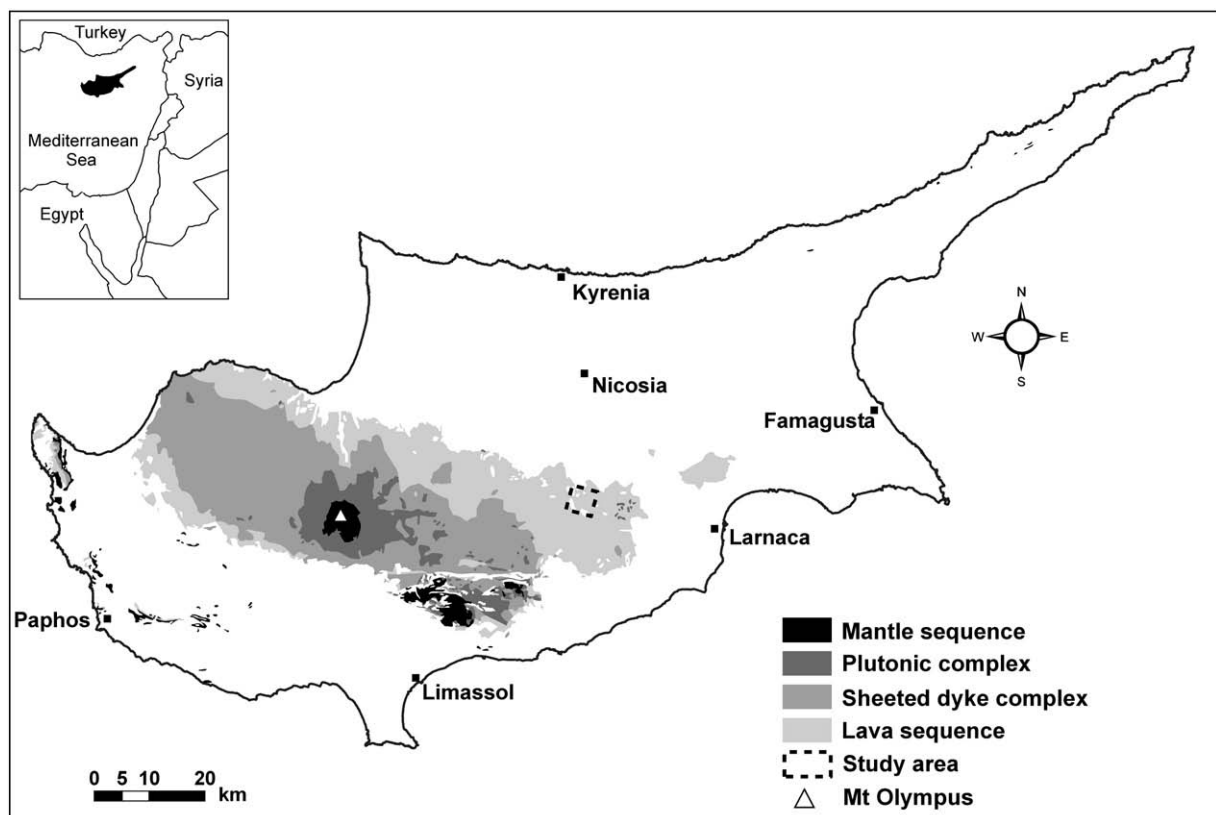 Turkey
Syria
Mediterranean
Sea
Egypt
Kyrenia
N
W
E
S
Nicosia
Famagusta
Larnaca
Paphos
Limassol
Mantle sequence
Plutonic complex
Sheeted dyke complex
Lava sequence
Study area
Mt Olympus
0 5 10 20
km